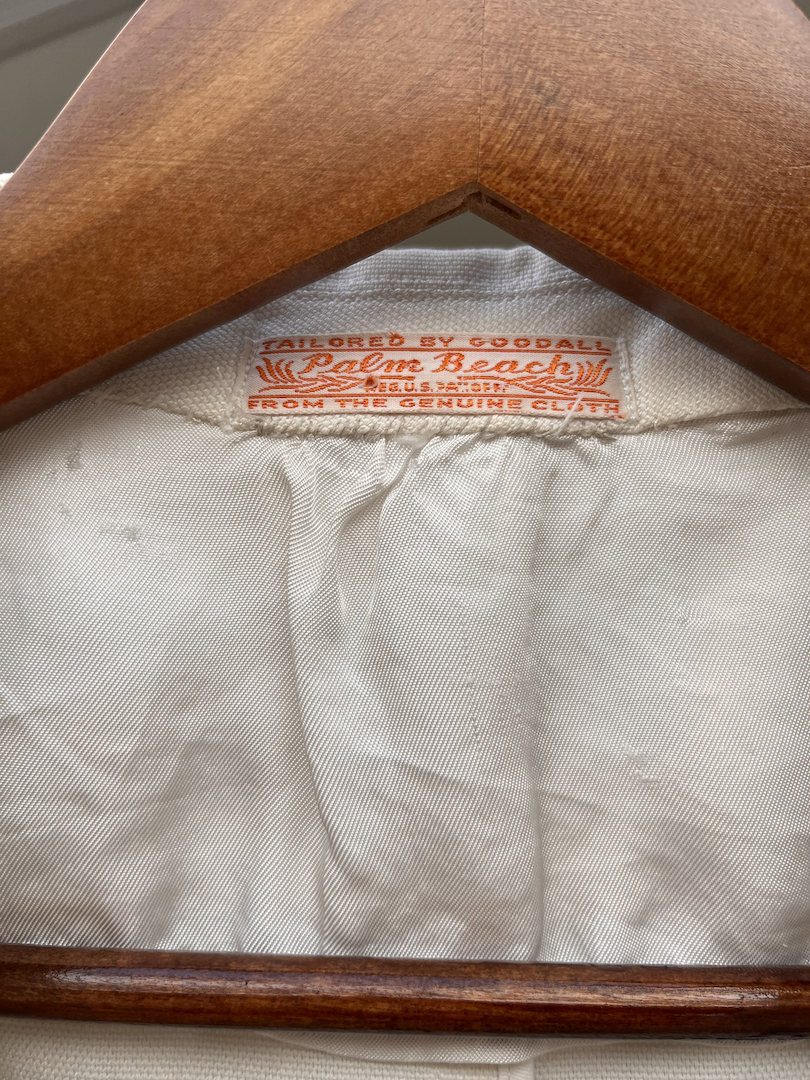 TAILORED BY GOODALL
Palm Beach
REG. U.S. PAT. OFF.
FROM THE GENUINE CLOTH